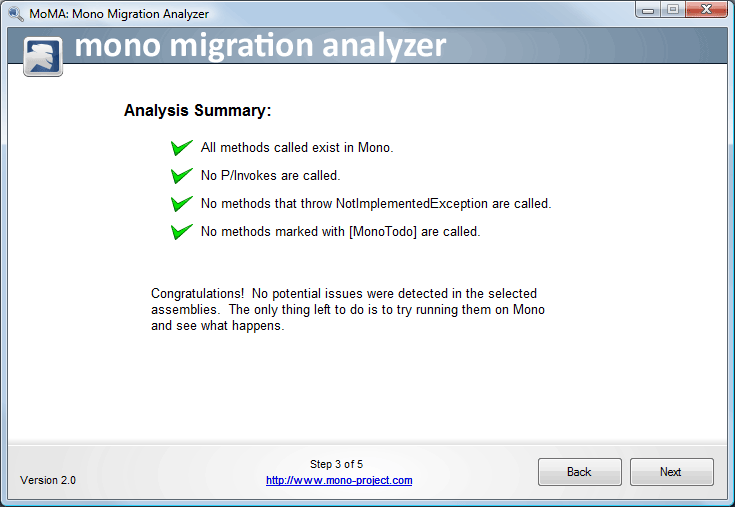 MoMA: Mono Migration Analyzer
mono migration analyzer
Analysis Summary:
All methods called exist in Mono.
No P/Invokes are called.
No methods that throw NotImplementedException are called.
No methods marked with [MonoTodo] are called.
Congratulations!  No potential issues were detected in the selected
assemblies.  The only thing left to do is to try running them on Mono
and see what happens.
Step 3 of 5
Version 2.0
http://www.mono-project.com
Back
Next